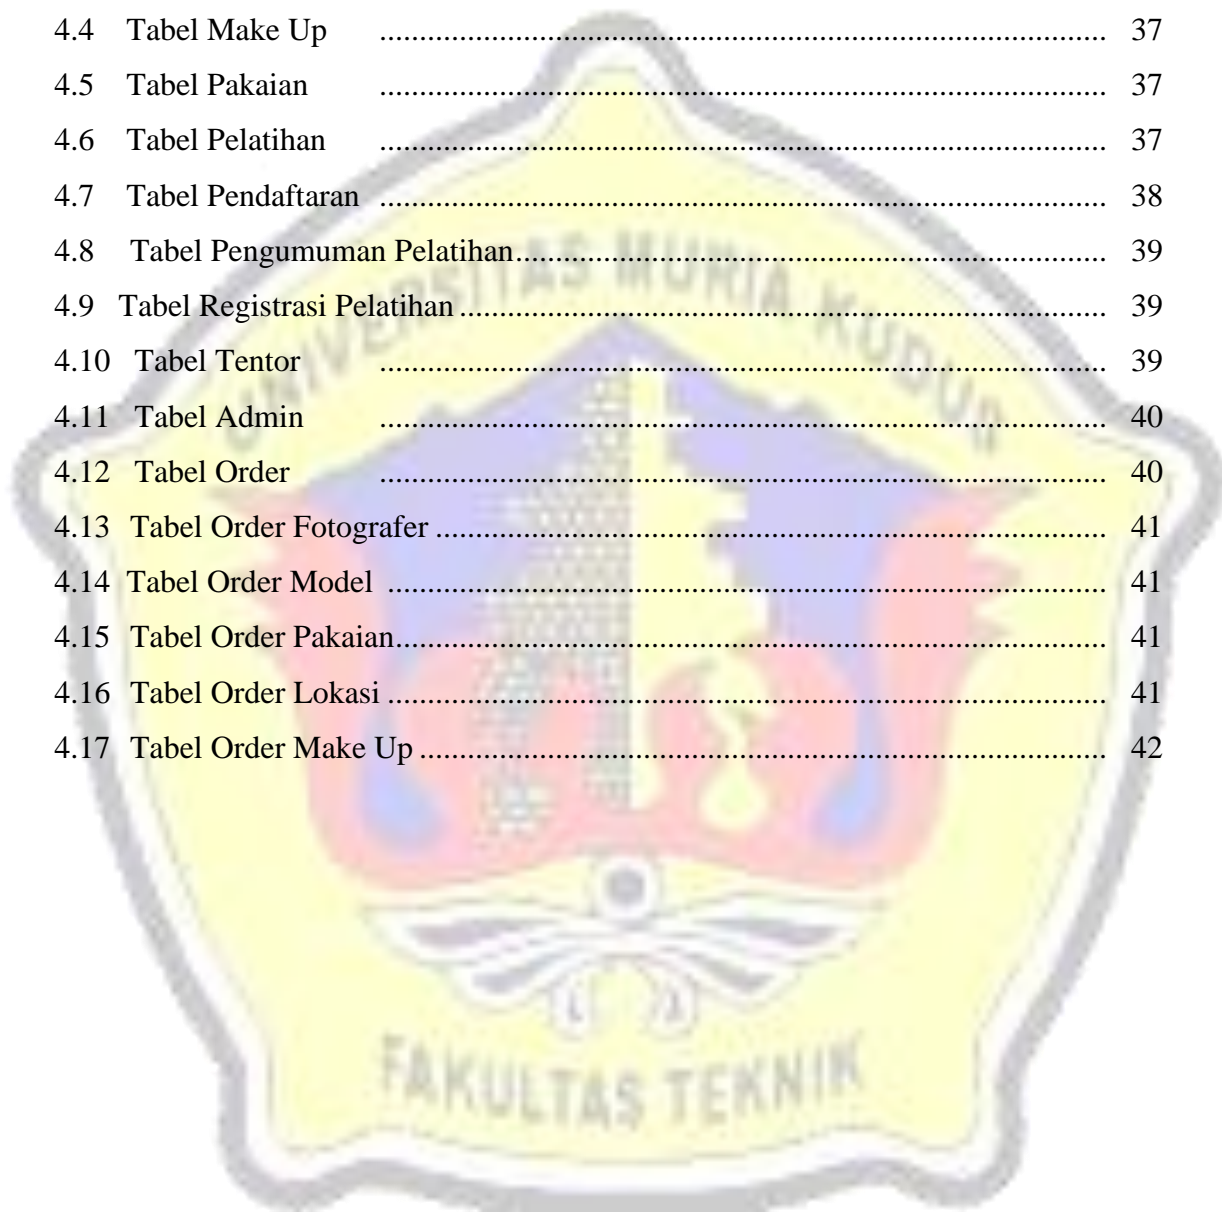 4.4 Tabel Make Up ........................................................................................... 37
4.5 Tabel Pakaian ........................................................................................... 37
4.6 Tabel Pelatihan ........................................................................................... 37
4.7 Tabel Pendaftaran ........................................................................................... 38
4.8 Tabel Pengumuman Pelatihan.......................................................................... 39
4.9 Tabel Registrasi Pelatihan ................................................................................. 39
4.10 Tabel Tentor ........................................................................................... 39
4.11 Tabel Admin ........................................................................................... 40
4.12 Tabel Order ........................................................................................... 40
4.13 Tabel Order Fotografer .................................................................................... 41
4.14 Tabel Order Model .......................................................................................... 41
4.15 Tabel Order Pakaian......................................................................................... 41
4.16 Tabel Order Lokasi .......................................................................................... 41
4.17 Tabel Order Make Up ...................................................................................... 42
UNIVERSITAS MURIA KUDUS
FAKULTAS TEKNIK